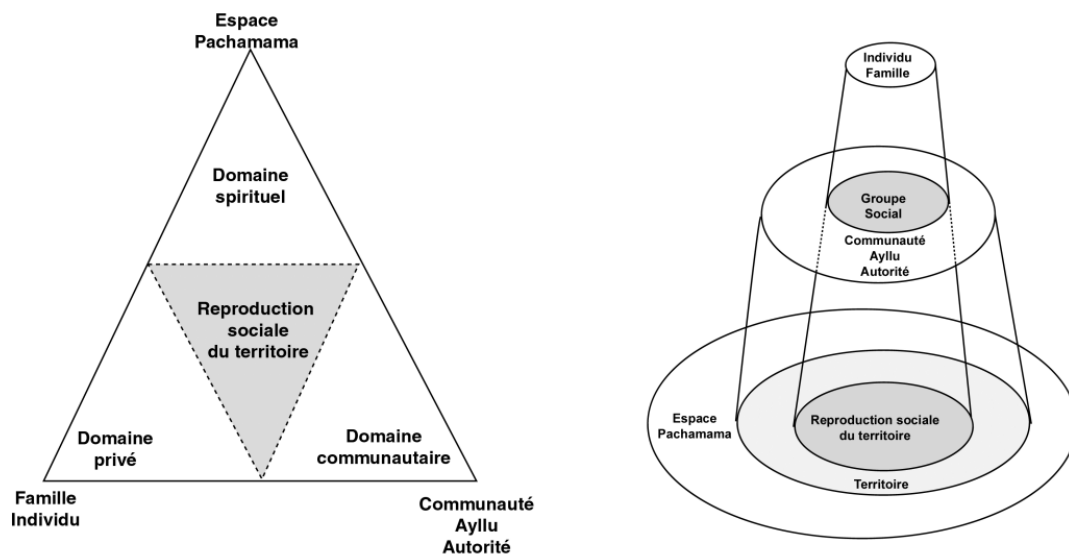 Espace
Pachamama
Domaine
spirituel
Reproduction
sociale
du territoire
Domaine
privé
Domaine
communautaire
Famille
Individu
Communauté
Ayllu
Autorité
Individu
Famille
Groupe
Social
Communauté
Ayllu
Autorité
Espace
Pachamama
Reproduction sociale
du territoire
Territoire